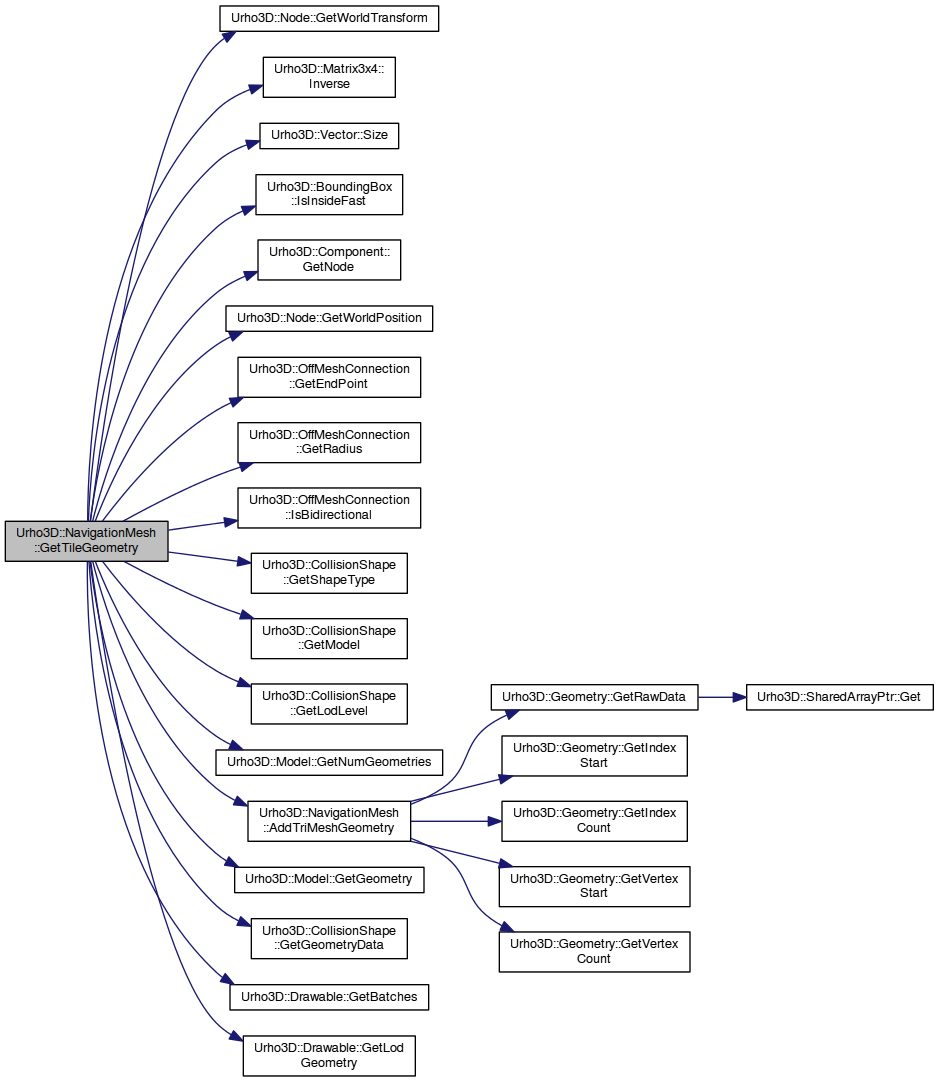 Urho3D::Node::GetWorldTransform
Urho3D::Matrix3x4::
Inverse
Urho3D::Vector::Size
Urho3D::BoundingBox
::IsInsideFast
Urho3D::Component::
GetNode
Urho3D::Node::GetWorldPosition
Urho3D::OffMeshConnection
::GetEndPoint
Urho3D::OffMeshConnection
::GetRadius
Urho3D::OffMeshConnection
::IsBidirectional
Urho3D::NavigationMesh
::GetTileGeometry
Urho3D::CollisionShape
::GetShapeType
Urho3D::CollisionShape
::GetModel
Urho3D::CollisionShape
::GetLodLevel
Urho3D::Model::GetNumGeometries
Urho3D::NavigationMesh
::AddTriMeshGeometry
Urho3D::Geometry::GetRawData
Urho3D::SharedArrayPtr::Get
Urho3D::Geometry::GetIndex
Start
Urho3D::Geometry::GetIndex
Count
Urho3D::Geometry::GetVertex
Start
Urho3D::Geometry::GetVertex
Count
Urho3D::Model::GetGeometry
Urho3D::CollisionShape
::GetGeometryData
Urho3D::Drawable::GetBatches
Urho3D::Drawable::GetLod
Geometry